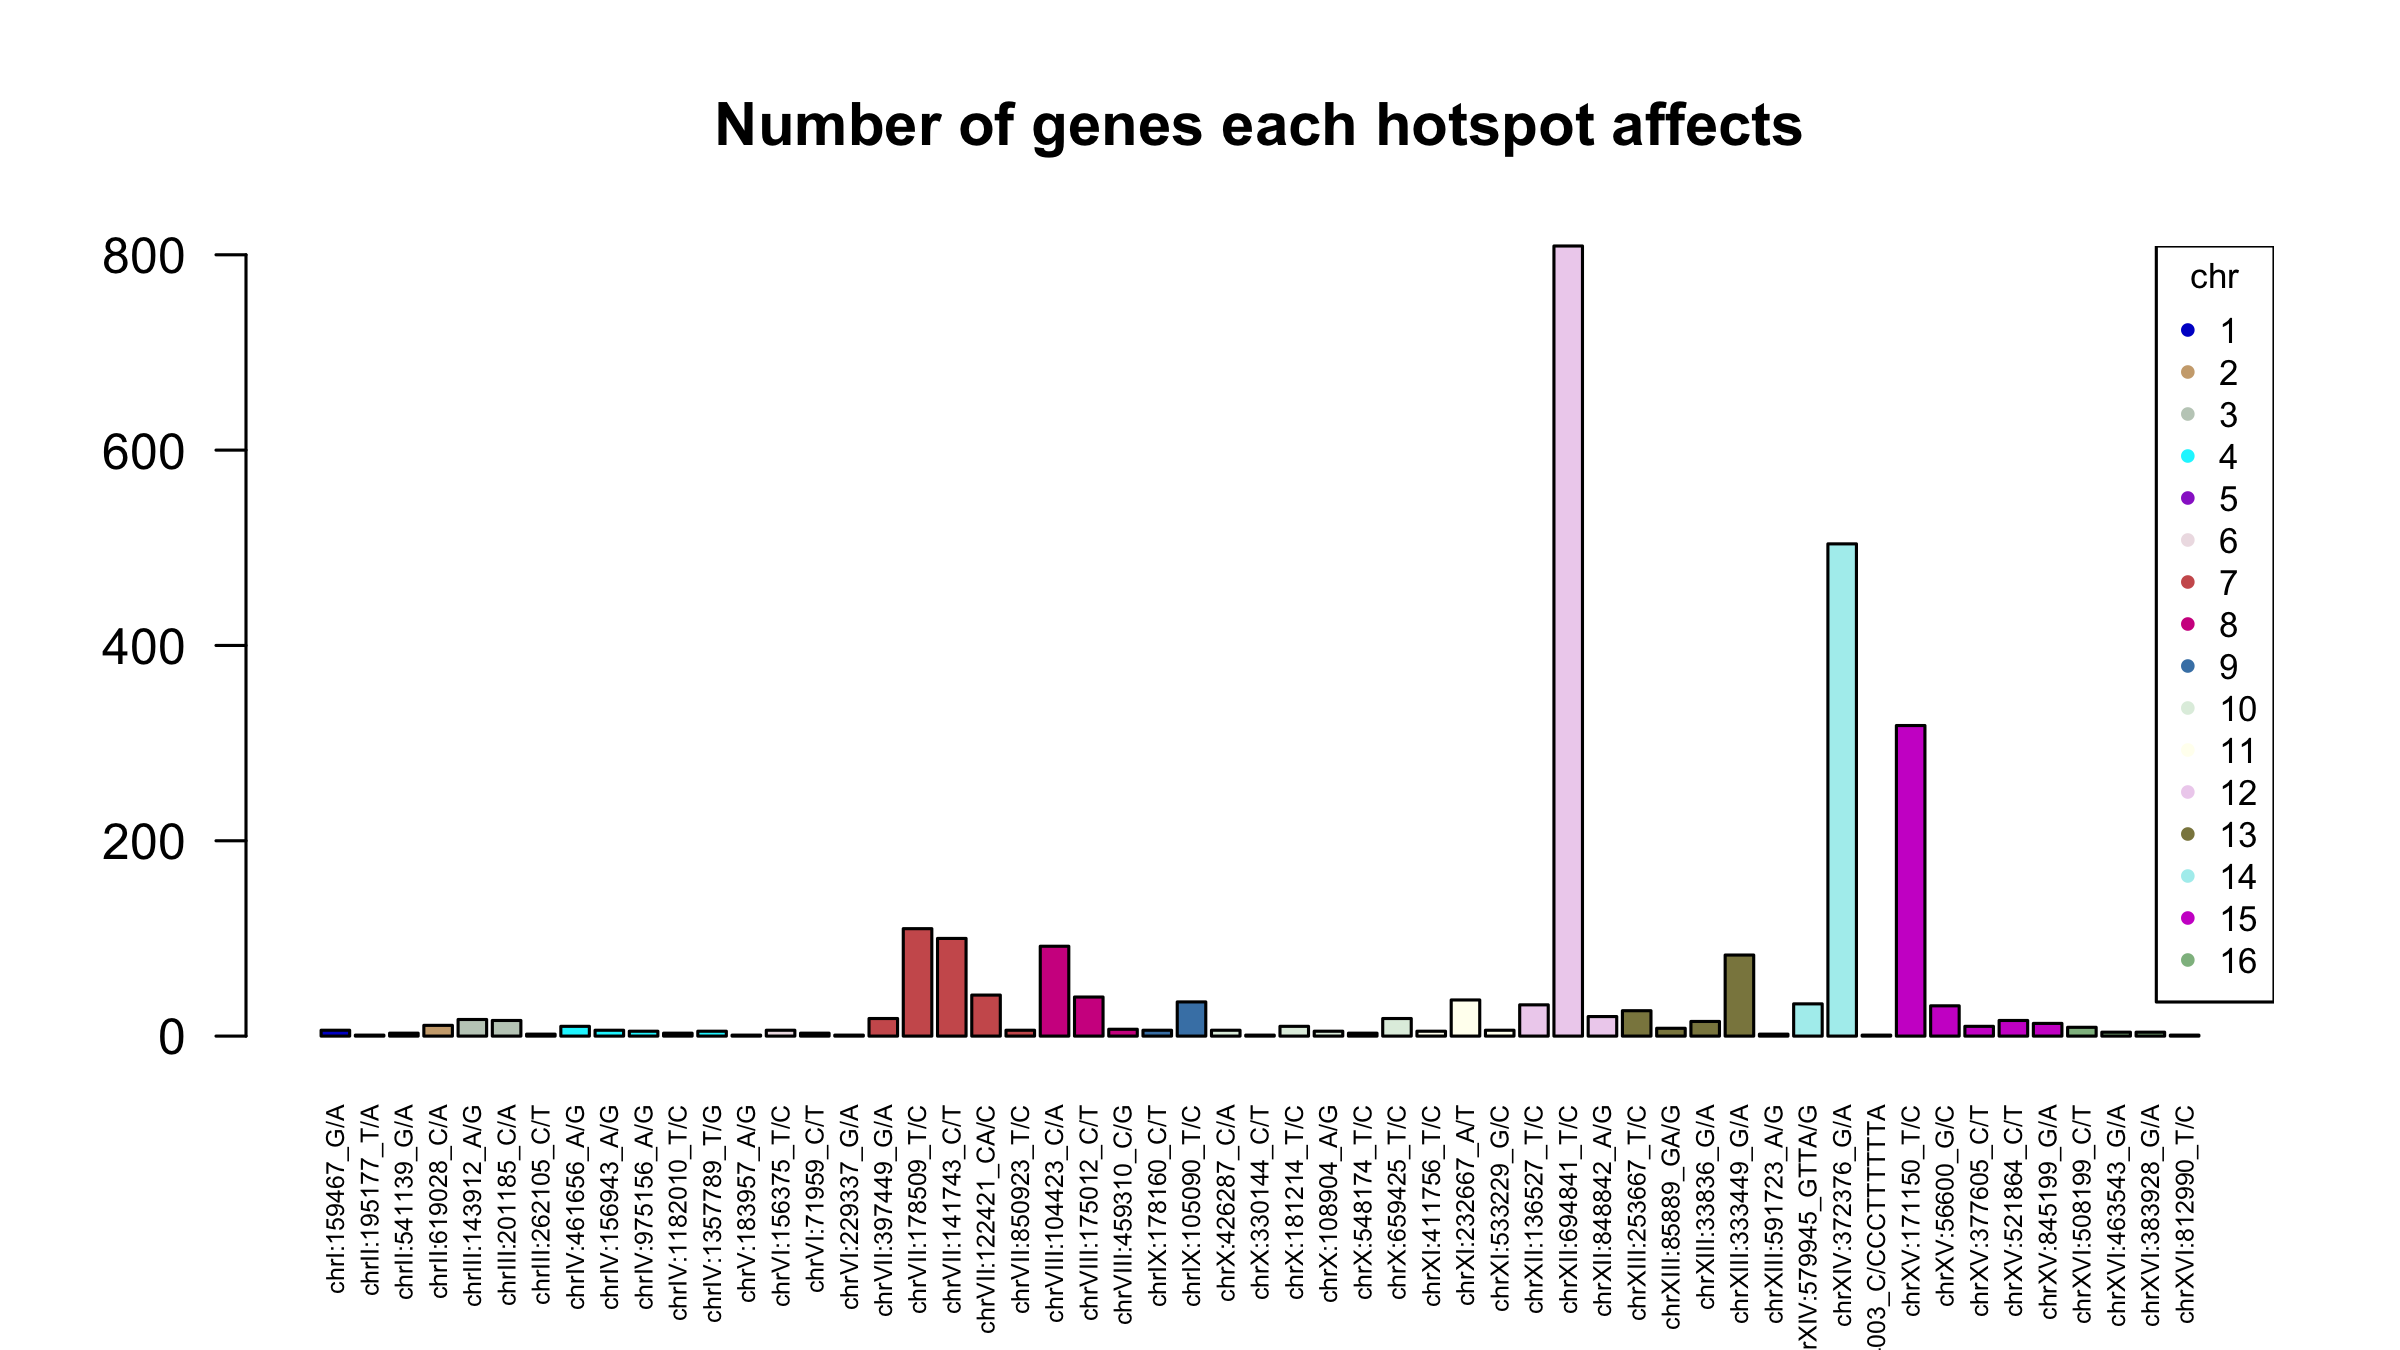 Number of genes each hotspot affects
800
600
400
200
0
chr
1
2
3
4
5
6
7
8
9
10
11
12
13
14
15
16
chrI:159467_G/A
chrII:195177_T/A
chrII:541139_G/A
chrII:619028_C/A
chrIII:143912_A/G
chrIII:201185_C/A
chrIII:262105_C/T
chrIV:461656_A/G
chrIV:156943_A/G
chrIV:975156_A/G
chrIV:1182010_T/C
chrIV:1357789_T/G
chrV:183957_A/G
chrVI:156375_T/C
chrVI:71959_C/T
chrVI:229337_G/A
chrVII:397449_G/A
chrVII:178509_T/C
chrVII:141743_C/T
chrVII:122421_CA/C
chrVII:850923_T/C
chrVIII:104423_C/A
chrVIII:175012_C/T
chrVIII:459310_C/G
chrIX:178160_C/T
chrIX:105090_T/C
chrX:426287_C/A
chrX:330144_C/T
chrX:181214_T/C
chrX:108904_A/G
chrX:548174_T/C
chrX:659425_T/C
chrXI:411756_T/C
chrXI:232667_A/T
chrXI:533229_G/C
chrXII:136527_T/C
chrXII:694841_T/C
chrXII:848842_A/G
chrXIII:253667_T/C
chrXIII:85889_GA/G
chrXIII:33836_G/A
chrXIII:333449_G/A
chrXIII:591723_A/G
rXIV:579945_GTTA/G
chrXIV:372376_G/A
003_C/CCCTTTTTA
chrXV:171150_T/C
chrXV:56600_G/C
chrXV:377605_C/T
chrXV:521864_C/T
chrXV:845199_G/A
chrXVI:508199_C/T
chrXVI:463543_G/A
chrXVI:383928_G/A
chrXVI:812990_T/C